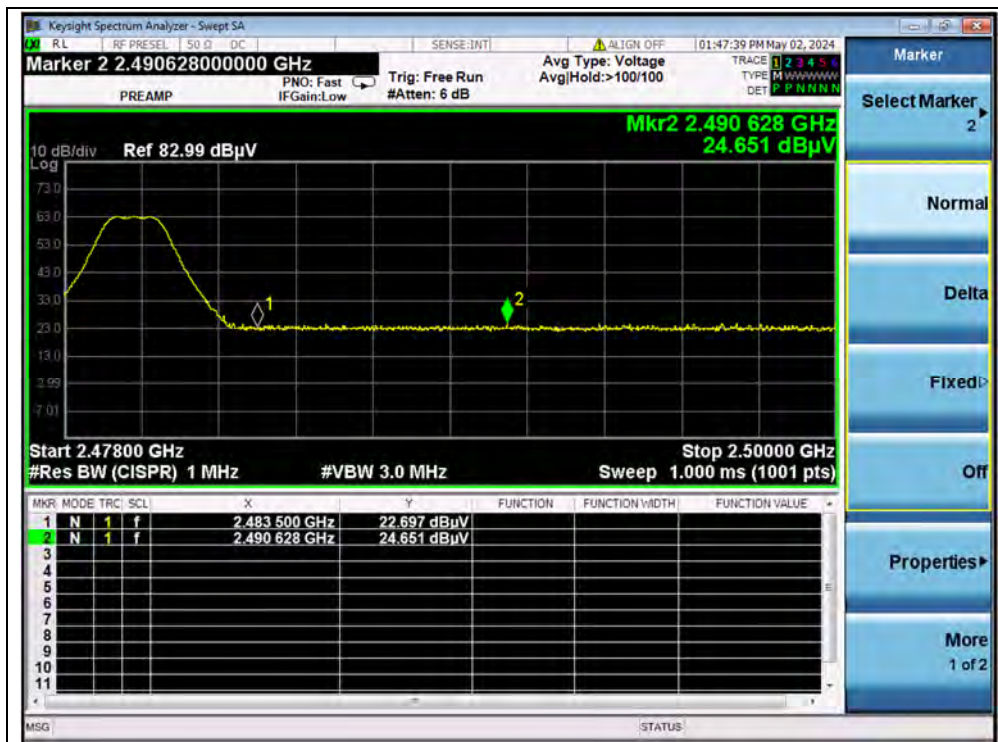 Keysight Spectrum Analyzer - Swept SA
RL RF PRESEL 50 Ω DC SENSE:INT ALIGN OFF 01:47:39 PM May 02, 2024
Marker 2 2.490628000000 GHz
PREAMP
PNO: Fast
IFGain:Low
Trig: Free Run
#Atten: 6 dB
Avg Type: Voltage
Avg|Hold:>100/100
TRACE 1 2 3 4 5 6
TYPE M WWWWW
DET P P N N N N
Mkr2 2.490 628 GHz
24.651 dBµV
10 dB/div Ref 82.99 dBµV
Log
73.0
63.0
53.0
43.0
33.0
23.0
13.0
2.99
-7.01
1
2
Start 2.47800 GHz Stop 2.50000 GHz
#Res BW (CISPR) 1 MHz #VBW 3.0 MHz Sweep 1.000 ms (1001 pts)
MKR MODE TRC SCL X Y FUNCTION FUNCTION WIDTH FUNCTION VALUE
1 N 1 f 2.483 500 GHz 22.697 dBµV
2 N 1 f 2.490 628 GHz 24.651 dBµV
3
4
5
6
7
8
9
10
11
MSG STATUS
Marker
Select Marker
2
Normal
Delta
Fixed
Off
Properties
More
1 of 2